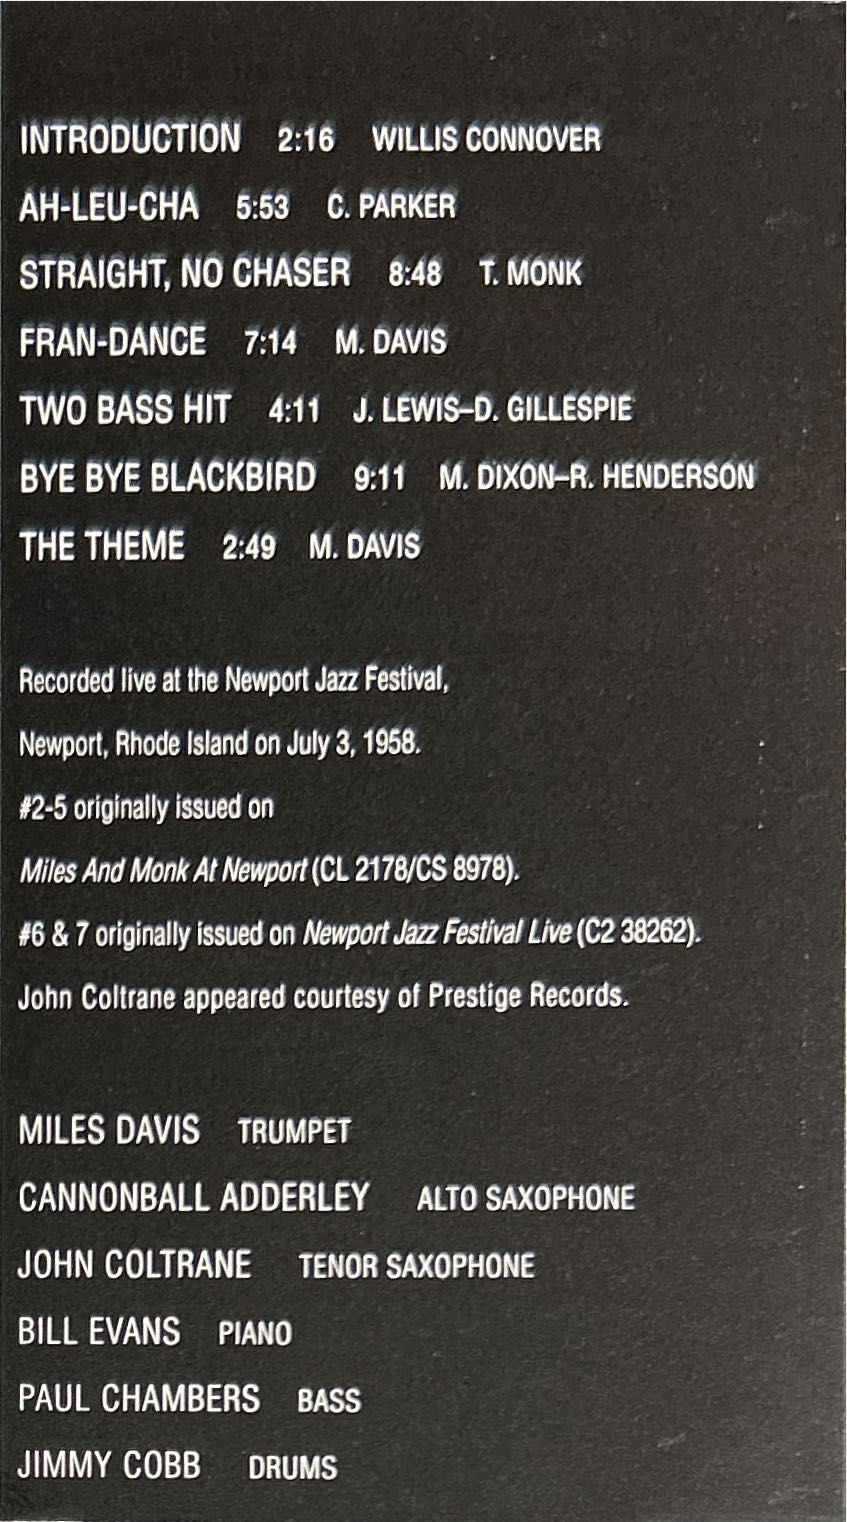 INTRODUCTION 2:16 WILLIS CONNOVER
AH-LEU-CHA 5:53 C. PARKER
STRAIGHT, NO CHASER 8:48 T. MONK
FRAN-DANCE 7:14 M. DAVIS
TWO BASS HIT 4:11 J. LEWIS–D. GILLESPIE
BYE BYE BLACKBIRD 9:11 M. DIXON–R. HENDERSON
THE THEME 2:49 M. DAVIS
Recorded live at the Newport Jazz Festival,
Newport, Rhode Island on July 3, 1958.
#2-5 originally issued on
Miles And Monk At Newport (CL 2178/CS 8978).
#6 & 7 originally issued on Newport Jazz Festival Live (C2 38262).
John Coltrane appeared courtesy of Prestige Records.
MILES DAVIS TRUMPET
CANNONBALL ADDERLEY ALTO SAXOPHONE
JOHN COLTRANE TENOR SAXOPHONE
BILL EVANS PIANO
PAUL CHAMBERS BASS
JIMMY COBB DRUMS